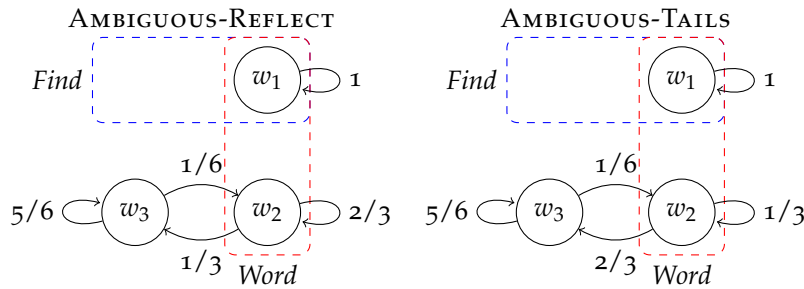 AMBIGUOUS-REFLECT
Find
w₁
1
1/6
5/6
w₃
w₂
2/3
1/3
Word
AMBIGUOUS-TAILS
Find
w₁
1
1/6
5/6
w₃
w₂
1/3
2/3
Word